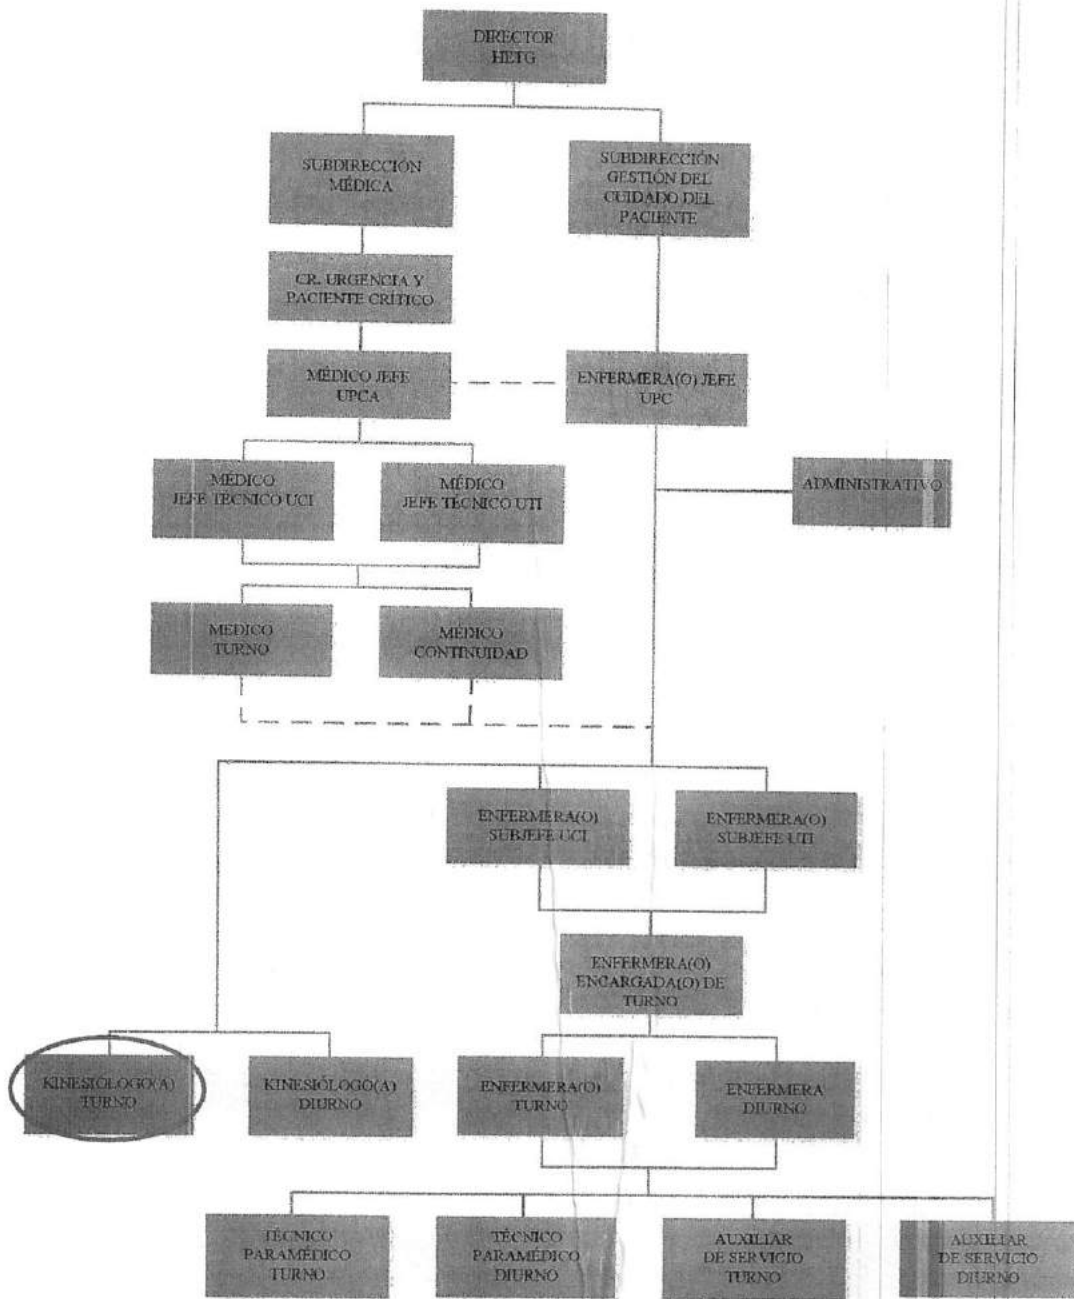 DIRECTOR
HETG
SUBDIRECCIÓN
MÉDICA
SUBDIRECCIÓN
GESTIÓN DEL
CUIDADO DEL
PACIENTE
CR. URGENCIA Y
PACIENTE CRÍTICO
MÉDICO JEFE
UPCA
ENFERMERA(O) JEFE
UPC
MÉDICO
JEFE TÉCNICO UCI
MÉDICO
JEFE TÉCNICO UTI
ADMINISTRATIVO
MEDICO
TURNO
MÉDICO
CONTINUIDAD
ENFERMERA(O)
SUBJEFE UCI
ENFERMERA(O)
SUBJEFE UTI
ENFERMERA(O)
ENCARGADA(O) DE
TURNO
KINESIÓLOGO(A)
TURNO
KINESIÓLOGO(A)
DIURNO
ENFERMERA(O)
TURNO
ENFERMERA
DIURNO
TÉCNICO
PARAMÉDICO
TURNO
TÉCNICO
PARAMÉDICO
DIURNO
AUXILIAR
DE SERVICIO
TURNO
AUXILIAR
DE SERVICIO
DIURNO